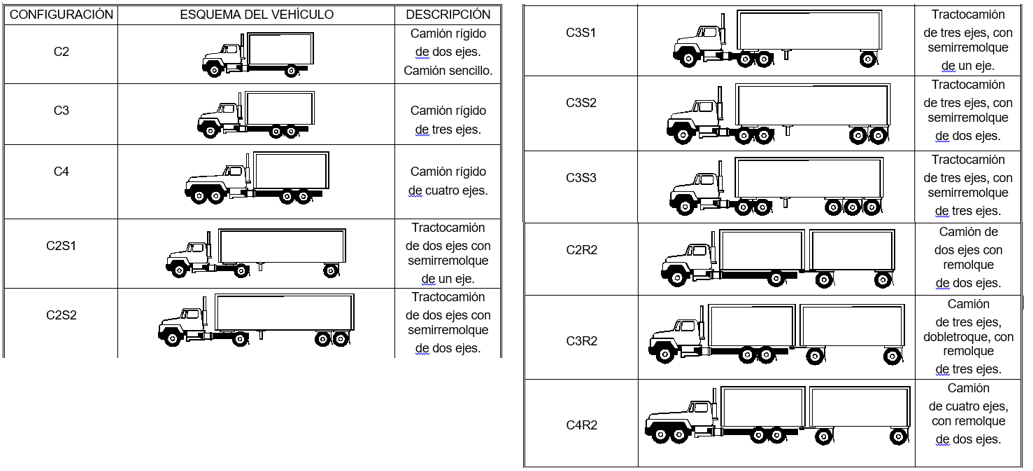 CONFIGURACIÓN ESQUEMA DEL VEHÍCULO DESCRIPCIÓN
C2
Camión rígido
de dos ejes.
Camión sencillo.
C3
Camión rígido
de tres ejes.
C4
Camión rígido
de cuatro ejes.
C2S1
Tractocamión
de dos ejes con
semirremolque
de un eje.
C2S2
Tractocamión
de dos ejes con
semirremolque
de dos ejes.
C3S1
Tractocamión
de tres ejes, con
semirremolque
de un eje.
C3S2
Tractocamión
de tres ejes, con
semirremolque
de dos ejes.
C3S3
Tractocamión
de tres ejes, con
semirremolque
de tres ejes.
C2R2
Camión de
dos ejes con
remolque
de dos ejes.
C3R2
Camión
de tres ejes,
dobletroque, con
remolque
de tres ejes.
C4R2
Camión
de cuatro ejes,
con remolque
de dos ejes.